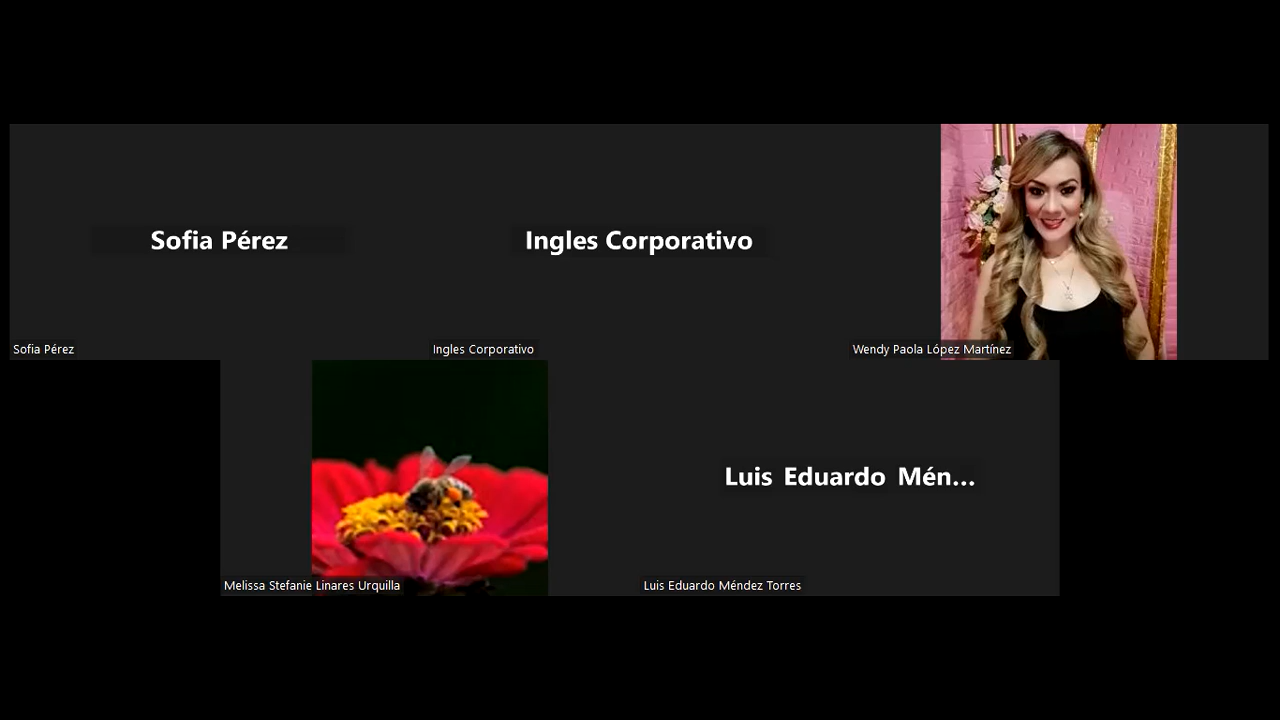 Sofia Pérez
Ingles Corporativo
Sofia Pérez
Ingles Corporativo
Wendy Paola López Martínez
Luis Eduardo Mén...
Melissa Stefanie Linares Urquilla
Luis Eduardo Méndez Torres